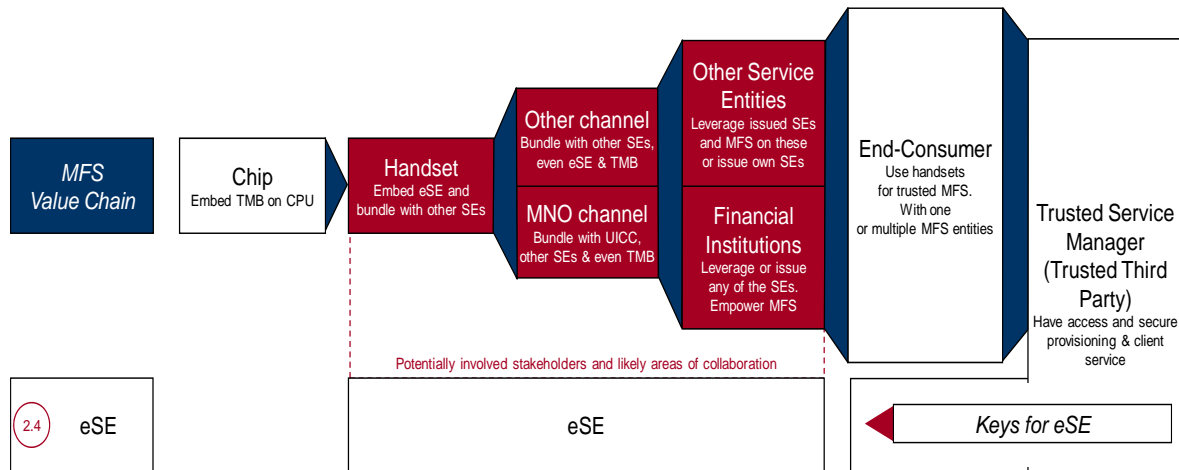 MFS
Value Chain
Chip
Embed TMB on CPU
Handset
Embed eSE and
bundle with other SEs
Other channel
Bundle with other SEs,
even eSE & TMB
MNO channel
Bundle with UICC,
other SEs & even TMB
Other Service
Entities
Leverage issued SEs
and MFS on these
or issue own SEs
Financial
Institutions
Leverage or issue
any of the SEs.
Empower MFS
End-Consumer
Use handsets
for trusted MFS.
With one
or multiple MFS entities
Trusted Service
Manager
(Trusted Third
Party)
Have access and secure
provisioning & client
service
Potentially involved stakeholders and likely areas of collaboration
2.4
eSE
eSE
Keys for eSE